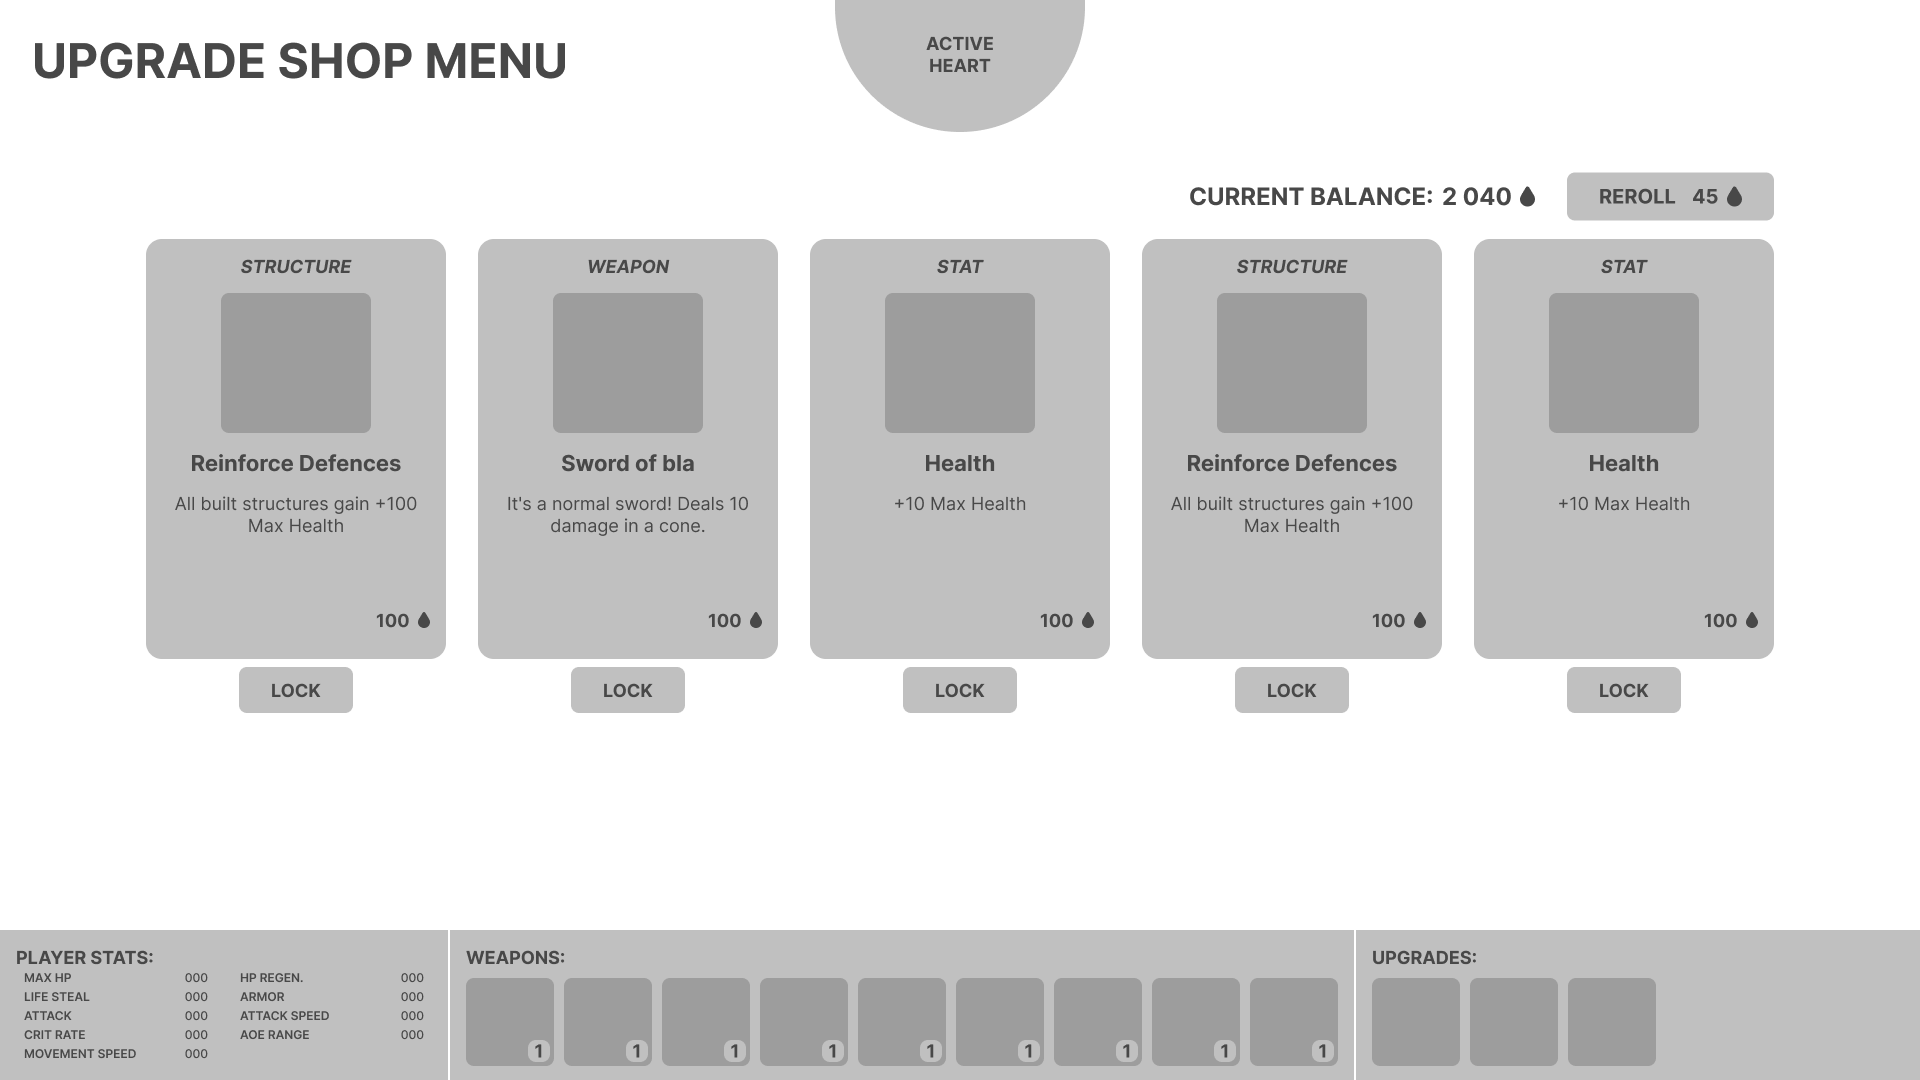 UPGRADE SHOP MENU
ACTIVE
HEART
CURRENT BALANCE: 2 040
REROLL 45
STRUCTURE
Reinforce Defences
All built structures gain +100
Max Health
100
LOCK
WEAPON
Sword of bla
It's a normal sword! Deals 10
damage in a cone.
100
LOCK
STAT
Health
+10 Max Health
100
LOCK
STRUCTURE
Reinforce Defences
All built structures gain +100
Max Health
100
LOCK
STAT
Health
+10 Max Health
100
LOCK
PLAYER STATS:
MAX HP 000
LIFE STEAL 000
ATTACK 000
CRIT RATE 000
MOVEMENT SPEED 000
HP REGEN. 000
ARMOR 000
ATTACK SPEED 000
AOE RANGE 000
WEAPONS:
1 1 1 1 1 1 1 1 1
UPGRADES: